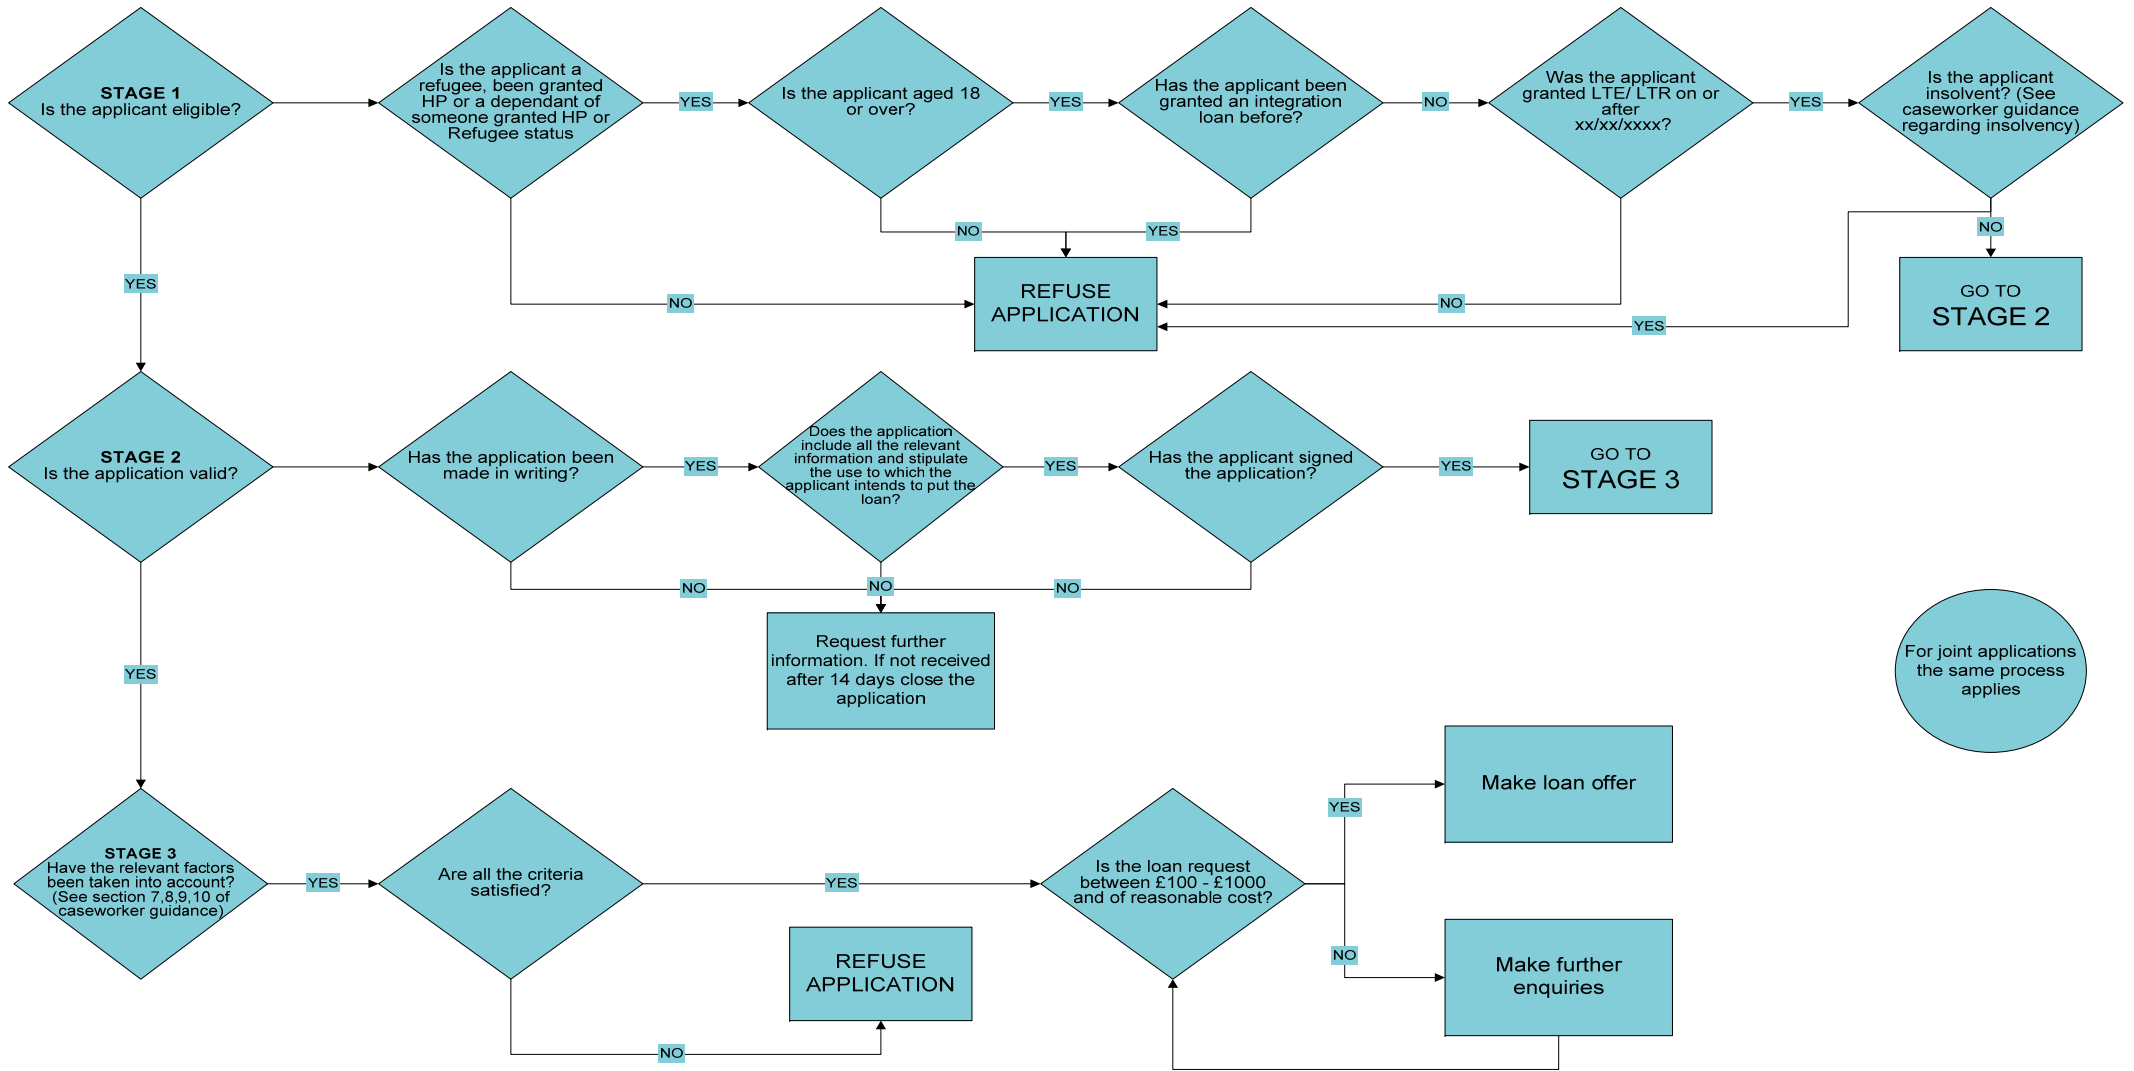 STAGE 1
Is the applicant eligible?
Is the applicant a
refugee, been granted
HP or a dependant of
someone granted HP or
Refugee status
YES
Is the applicant aged 18
or over?
YES
Has the applicant been
granted an integration
loan before?
NO
Was the applicant
granted LTE/ LTR on or
after
xx/xx/xxxx?
YES
Is the applicant
insolvent? (See
caseworker guidance
regarding insolvency)
NO
YES
NO
YES
NO
REFUSE
APPLICATION
NO
YES
GO TO
STAGE 2
STAGE 2
Is the application valid?
Has the application been
made in writing?
YES
Does the application
include all the relevant
information and stipulate
the use to which the
applicant intends to put the
loan?
YES
Has the applicant signed
the application?
YES
GO TO
STAGE 3
NO
NO
NO
Request further
information. If not received
after 14 days close the
application
YES
For joint applications
the same process
applies
STAGE 3
Have the relevant factors
been taken into account?
(See section 7,8,9,10 of
caseworker guidance)
YES
Are all the criteria
satisfied?
YES
Is the loan request
between £100 - £1000
and of reasonable cost?
YES
Make loan offer
NO
Make further
enquiries
REFUSE
APPLICATION
NO